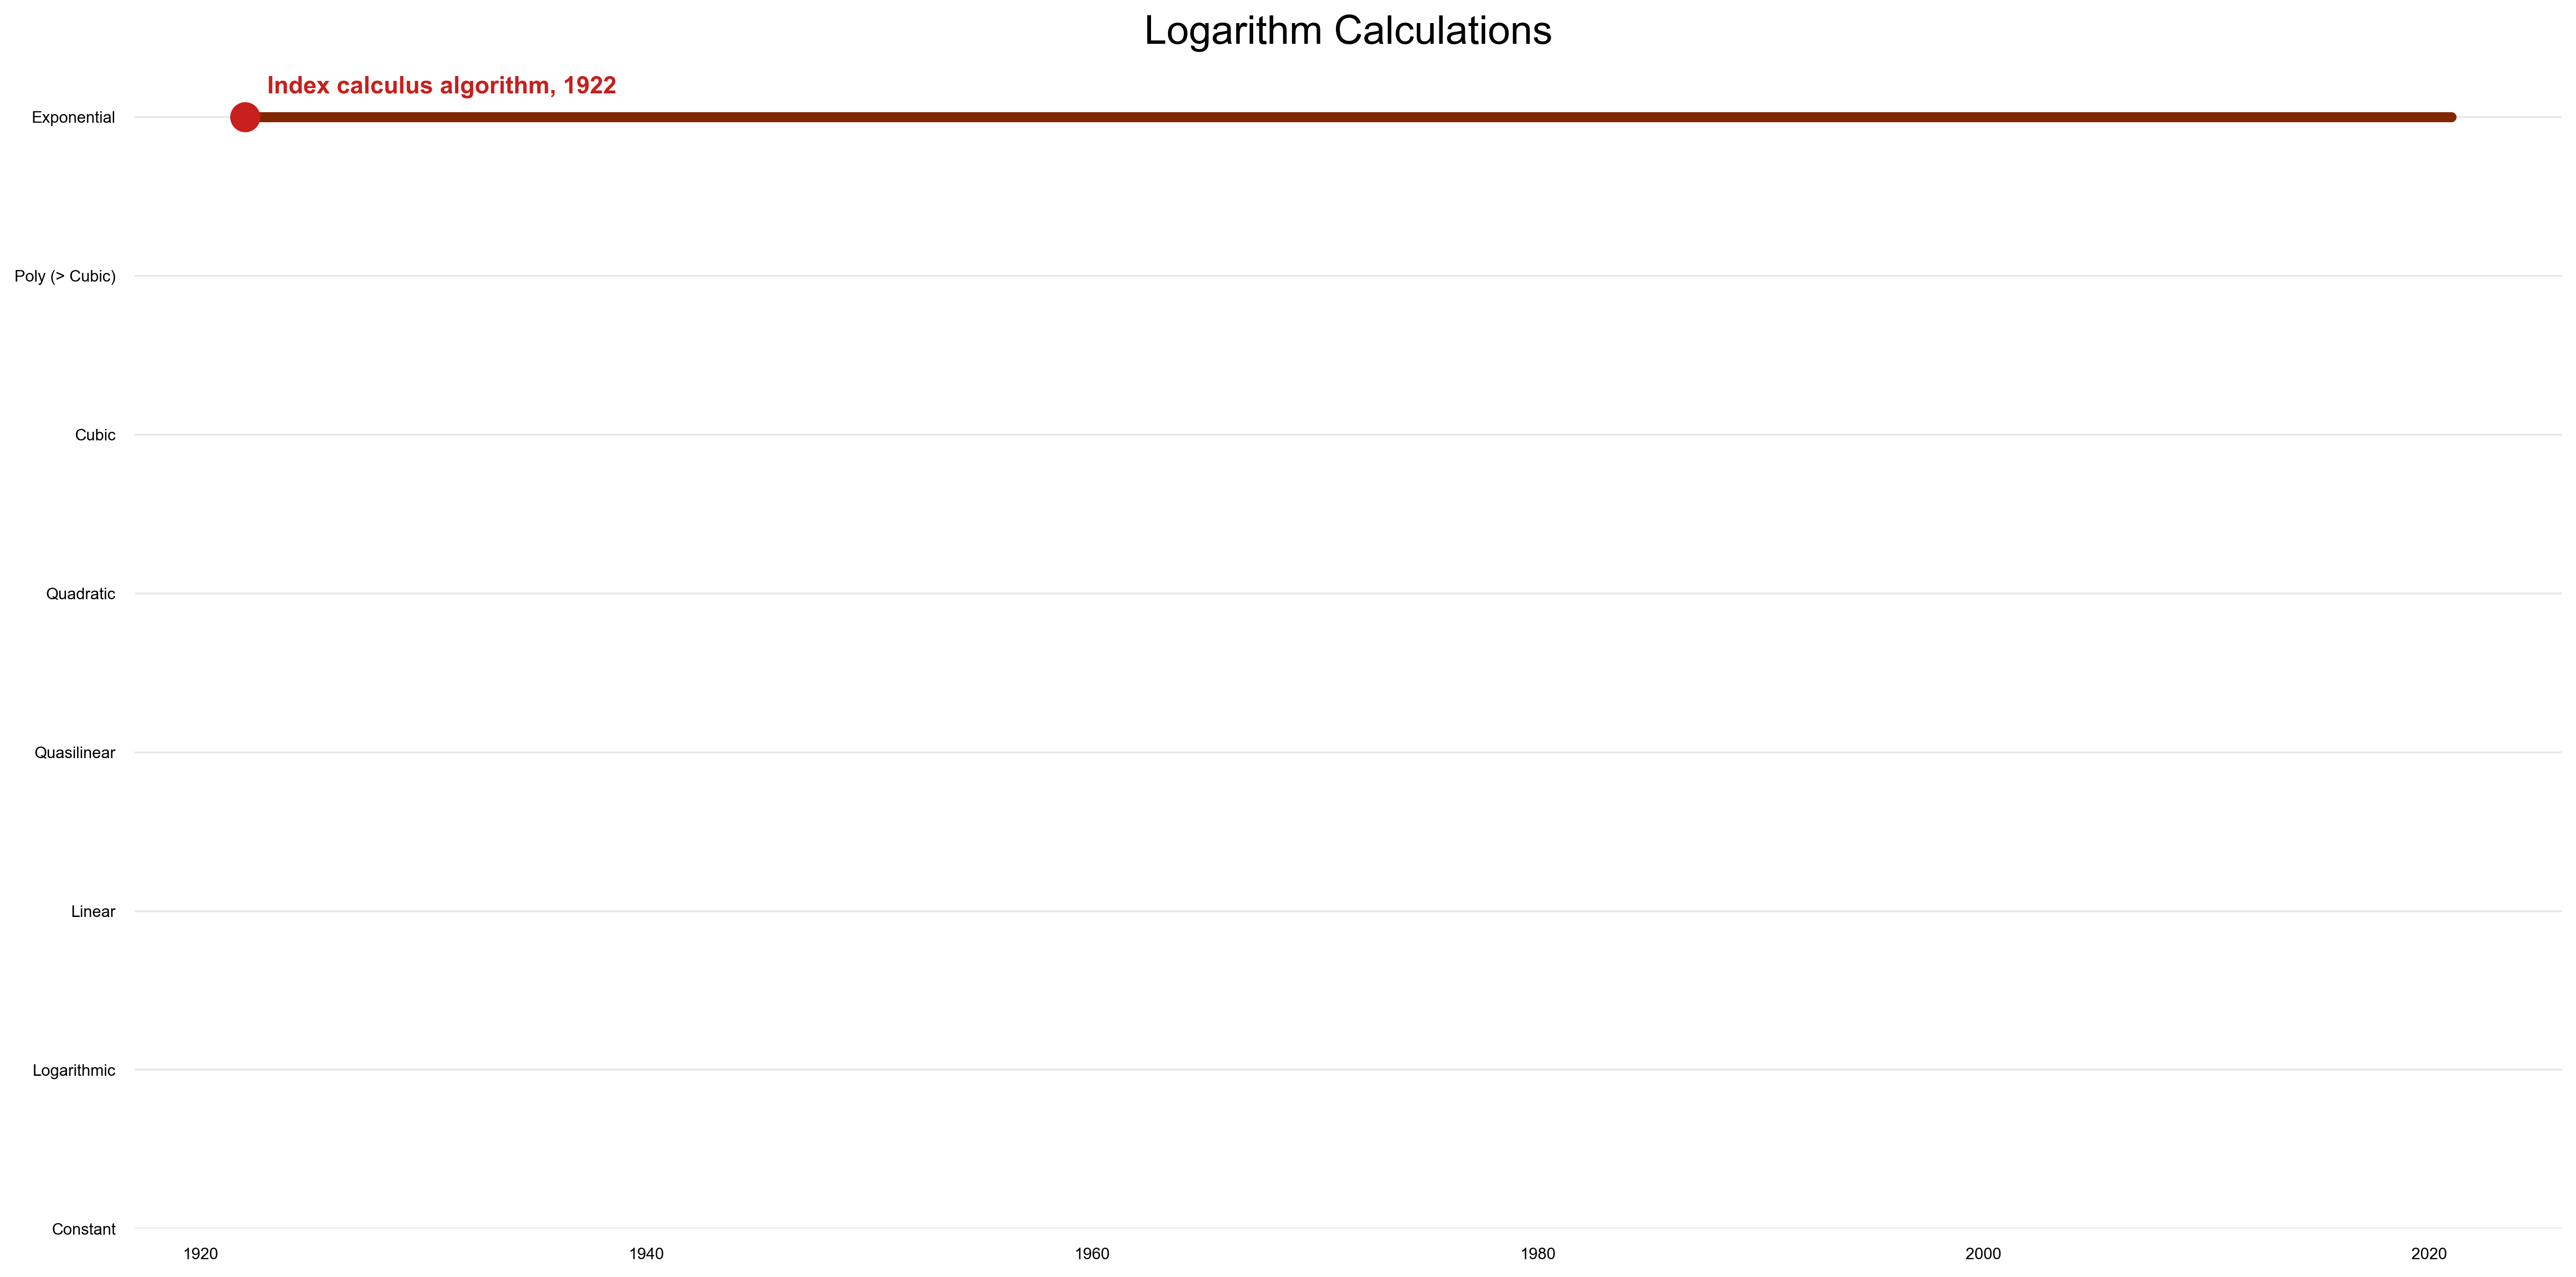 Logarithm Calculations
Index calculus algorithm, 1922
Exponential
Poly (> Cubic)
Cubic
Quadratic
Quasilinear
Linear
Logarithmic
Constant
1920 1940 1960 1980 2000 2020